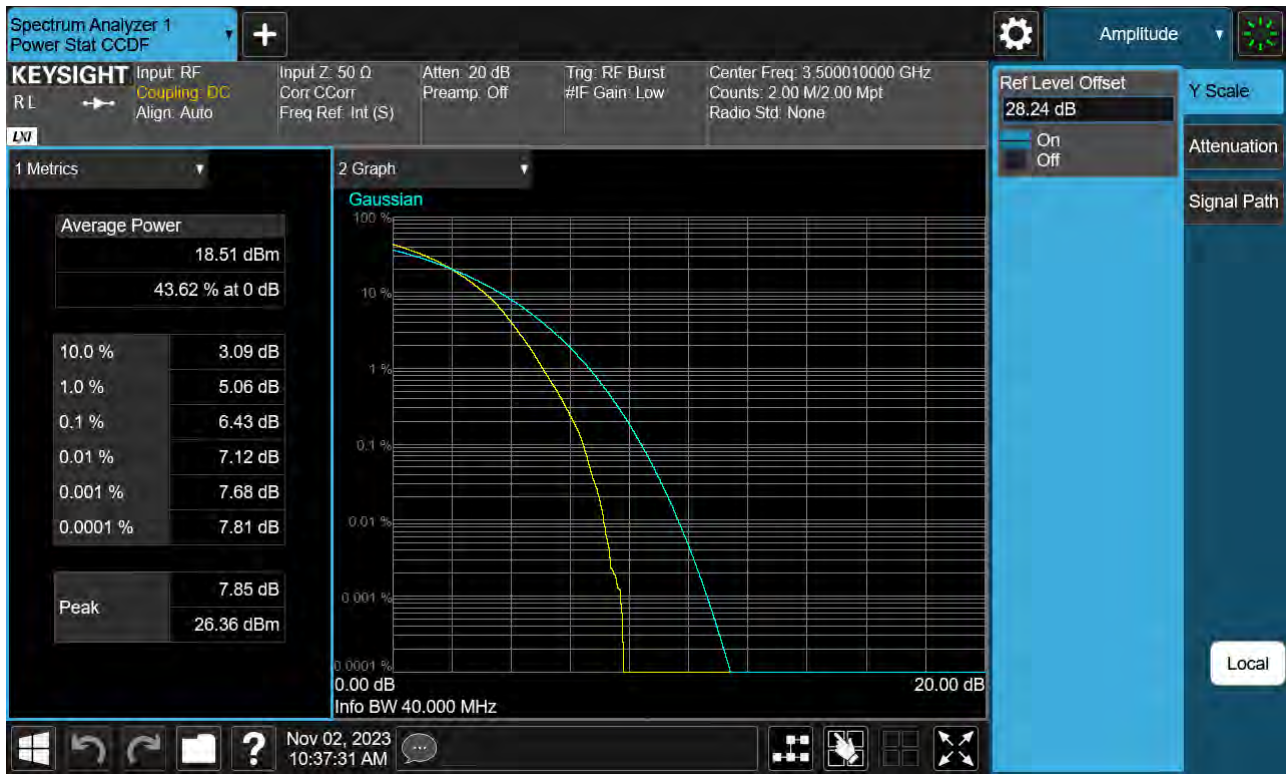 Spectrum Analyzer 1
Power Stat CCDF
Amplitude
KEYSIGHT
RL
LXI
Input: RF
Coupling: DC
Align: Auto
Input Z: 50 Ω
Corr CCorr
Freq Ref: Int (S)
Atten: 20 dB
Preamp: Off
Trig: RF Burst
#IF Gain: Low
Center Freq: 3.500010000 GHz
Counts: 2.00 M/2.00 Mpt
Radio Std: None
Ref Level Offset
28.24 dB
On
Off
Y Scale
Attenuation
Signal Path
Local
1 Metrics
Average Power
18.51 dBm
43.62 % at 0 dB
10.0 % 3.09 dB
1.0 % 5.06 dB
0.1 % 6.43 dB
0.01 % 7.12 dB
0.001 % 7.68 dB
0.0001 % 7.81 dB
Peak
7.85 dB
26.36 dBm
2 Graph
Gaussian
100 %
10 %
1 %
0.1 %
0.01 %
0.001 %
0.0001 %
0.00 dB 20.00 dB
Info BW 40.000 MHz
?
Nov 02, 2023
10:37:31 AM